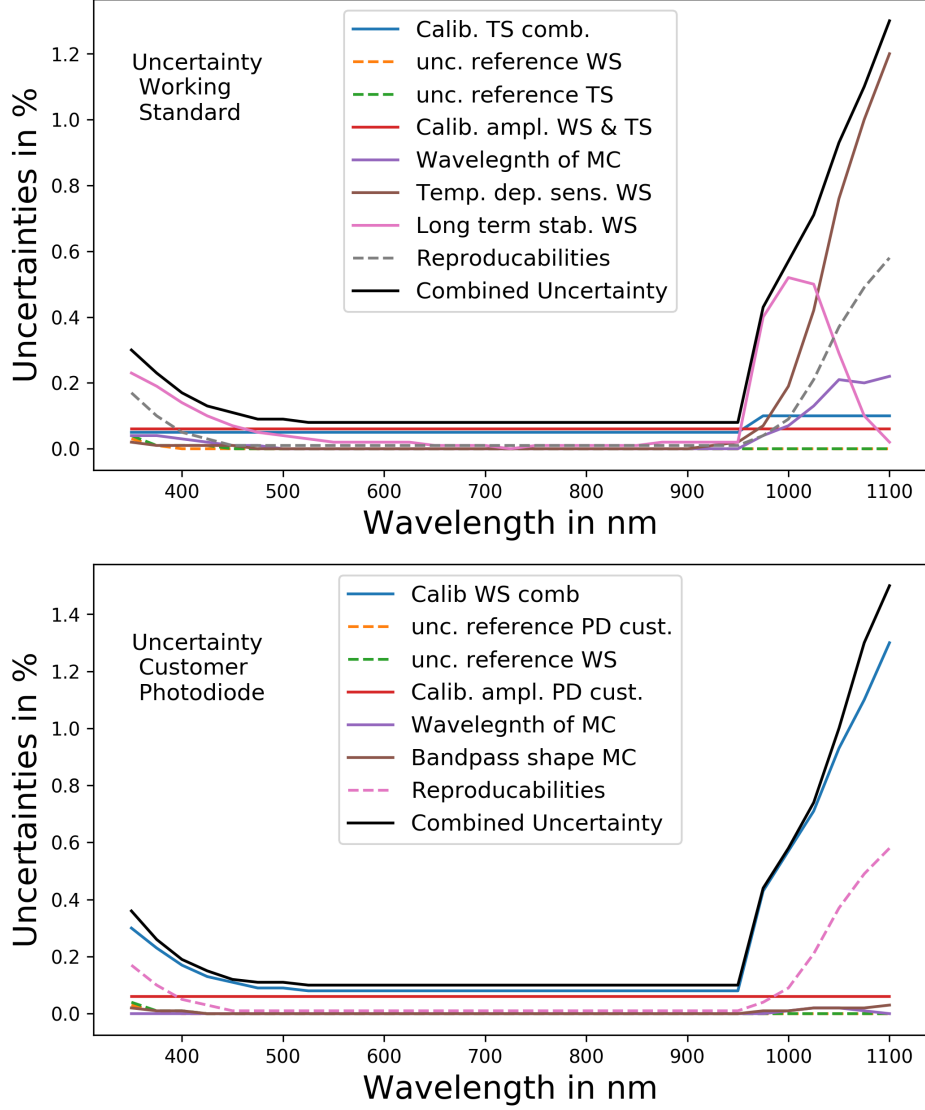 Uncertainty
Working
Standard
Calib. TS comb.
unc. reference WS
unc. reference TS
Calib. ampl. WS & TS
Wavelegnth of MC
Temp. dep. sens. WS
Long term stab. WS
Reproducabilities
Combined Uncertainty
Uncertainties in %
1.2
1.0
0.8
0.6
0.4
0.2
0.0
400 500 600 700 800 900 1000 1100
Wavelength in nm
Uncertainty
Customer
Photodiode
Calib WS comb
unc. reference PD cust.
unc. reference WS
Calib. ampl. PD cust.
Wavelegnth of MC
Bandpass shape MC
Reproducabilities
Combined Uncertainty
Uncertainties in %
1.4
1.2
1.0
0.8
0.6
0.4
0.2
0.0
400 500 600 700 800 900 1000 1100
Wavelength in nm